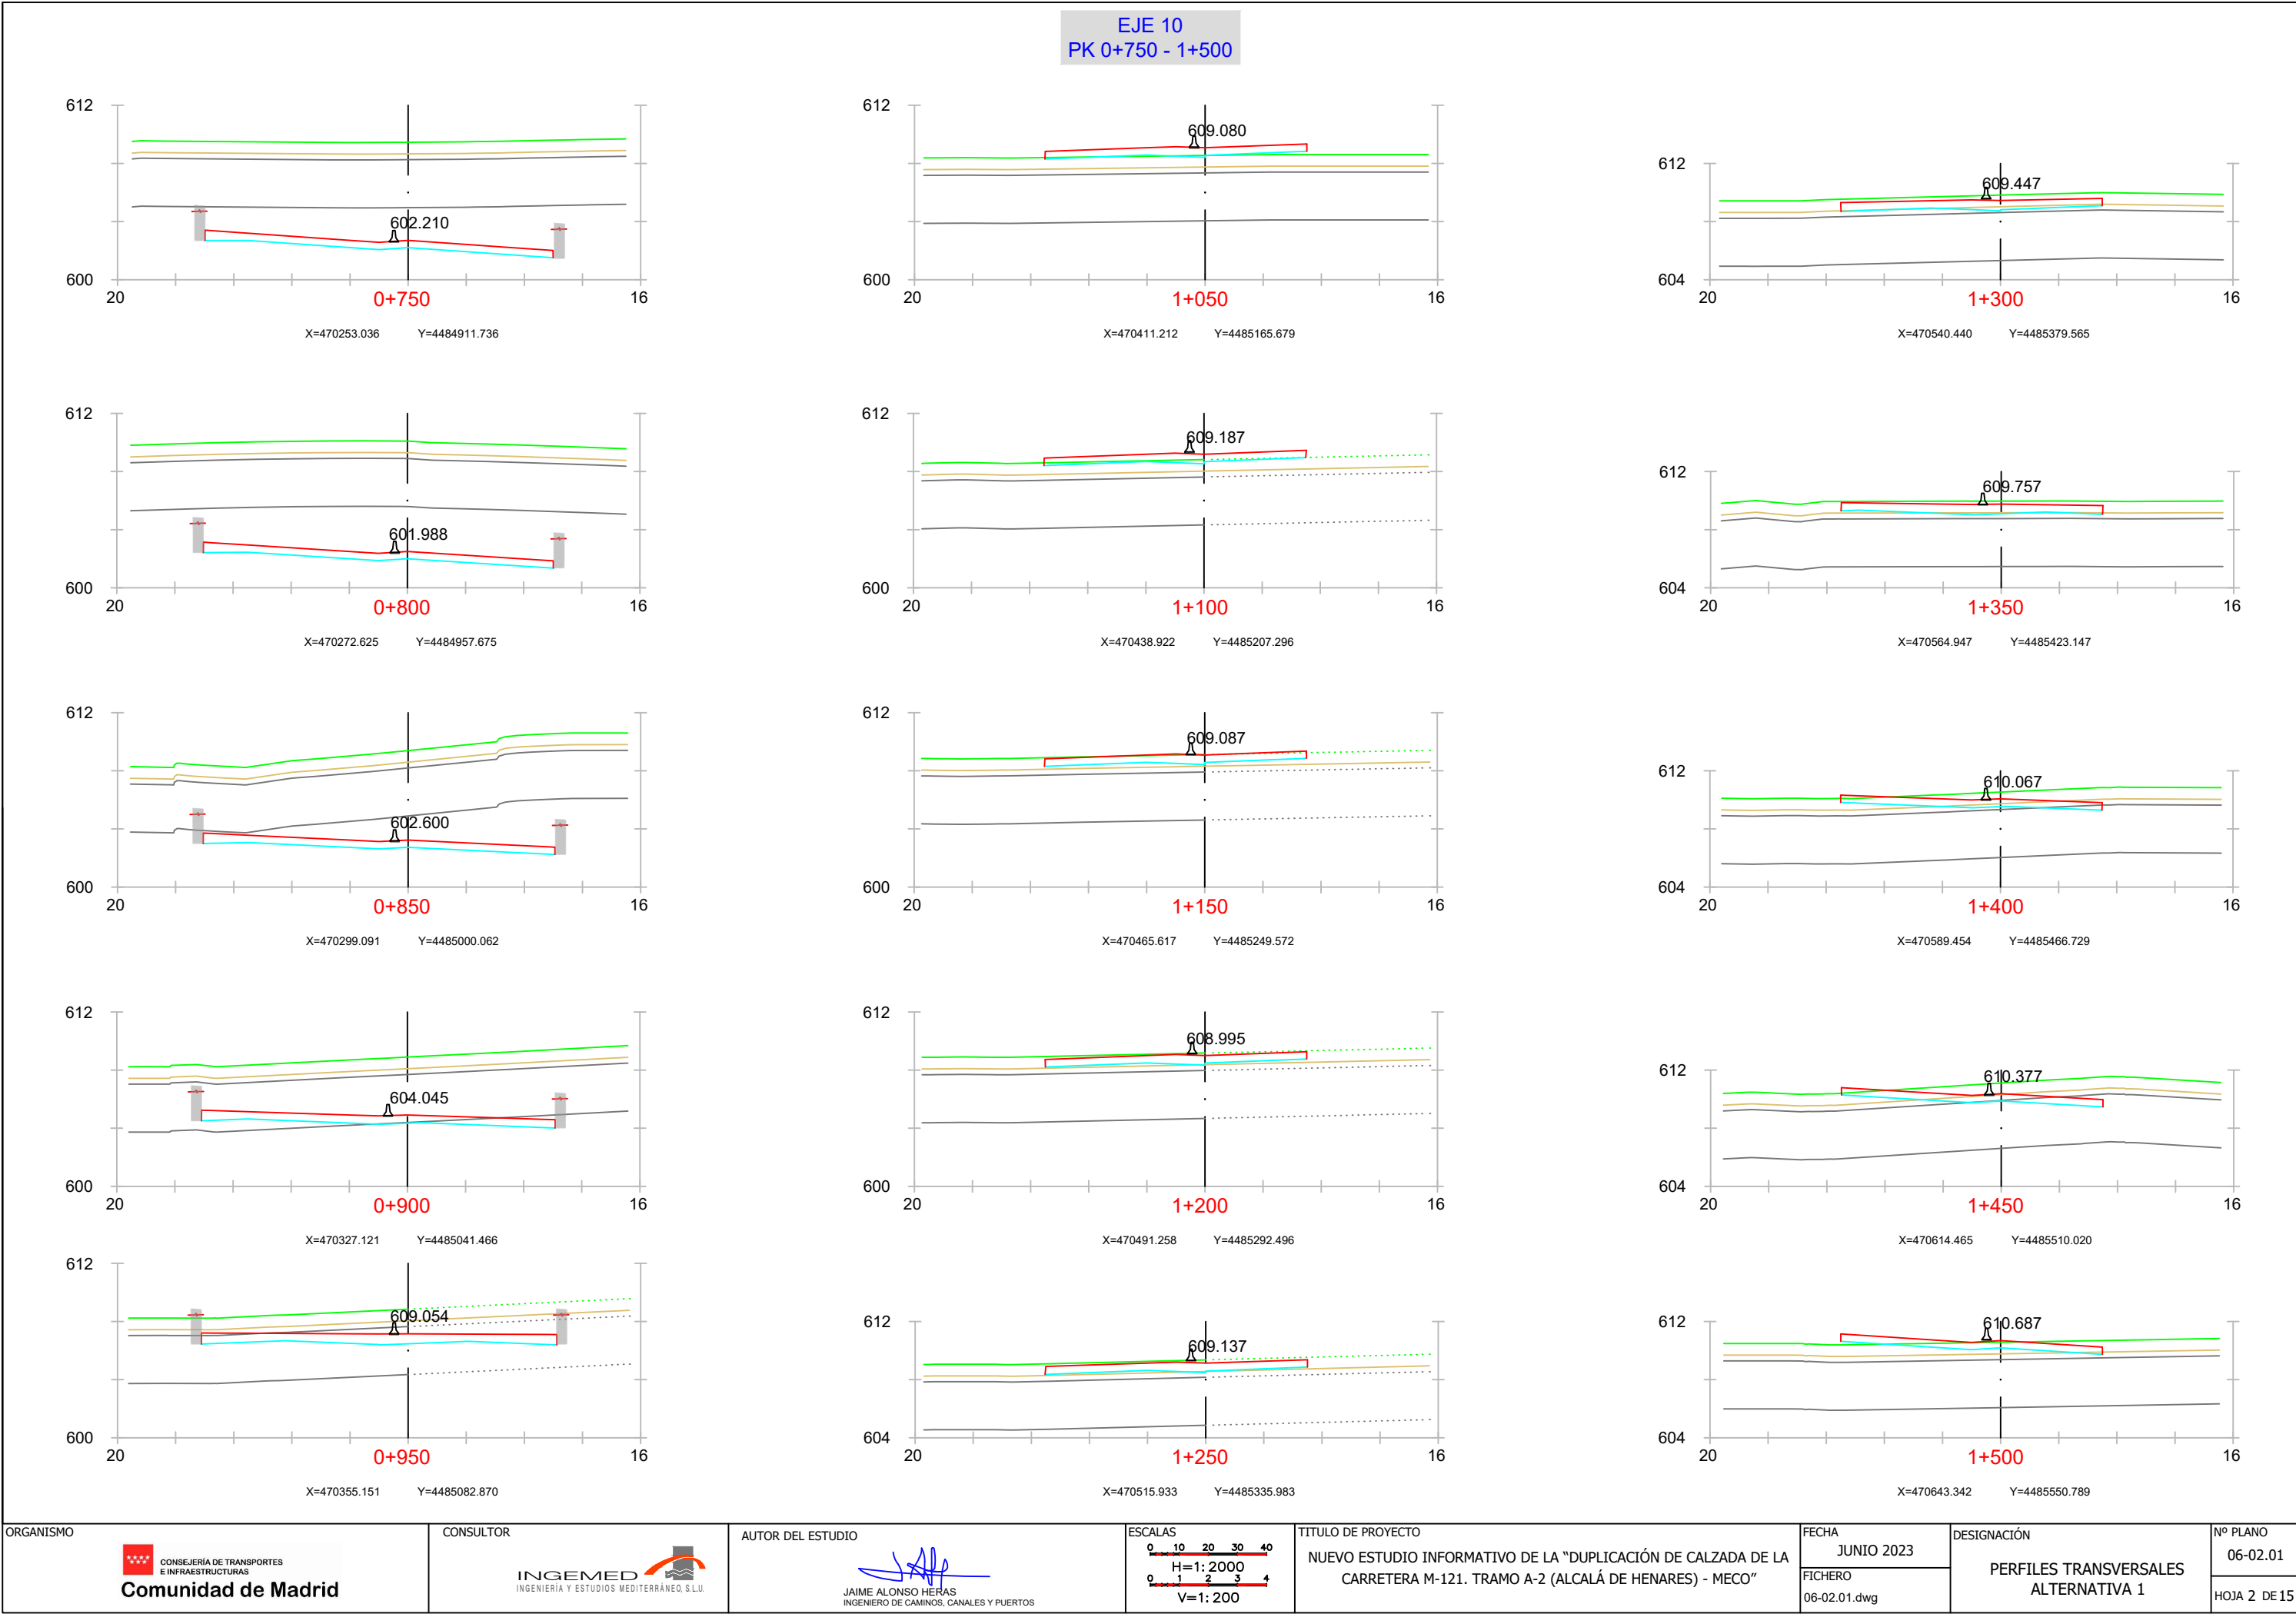 EJE 10
PK 0+750 - 1+500
612
602.210
600
20
16
0+750
X=470253.036 Y=4484911.736
612
609.080
600
20
16
1+050
X=470411.212 Y=4485165.679
612
609.447
604
20
16
1+300
X=470540.440 Y=4485379.565
612
601.988
600
20
16
0+800
X=470272.625 Y=4484957.675
612
609.187
600
20
16
1+100
X=470438.922 Y=4485207.296
612
609.757
604
20
16
1+350
X=470564.947 Y=4485423.147
612
602.600
600
20
16
0+850
X=470299.091 Y=4485000.062
612
609.087
600
20
16
1+150
X=470465.617 Y=4485249.572
612
610.067
604
20
16
1+400
X=470589.454 Y=4485466.729
612
604.045
600
20
16
0+900
X=470327.121 Y=4485041.466
612
608.995
600
20
16
1+200
X=470491.258 Y=4485292.496
612
610.377
604
20
16
1+450
X=470614.465 Y=4485510.020
612
609.054
600
20
16
0+950
X=470355.151 Y=4485082.870
612
609.137
604
20
16
1+250
X=470515.933 Y=4485335.983
612
610.687
604
20
16
1+500
X=470643.342 Y=4485550.789
ORGANISMO
CONSEJERÍA DE TRANSPORTES
E INFRAESTRUCTURAS
Comunidad de Madrid
CONSULTOR
INGEMED
INGENIERÍA Y ESTUDIOS MEDITERRÁNEO, S.L.U.
AUTOR DEL ESTUDIO
JAIME ALONSO HERAS
INGENIERO DE CAMINOS, CANALES Y PUERTOS
ESCALAS
0 10 20 30 40
H=1: 2000
0 1 2 3 4
V=1: 200
TITULO DE PROYECTO
NUEVO ESTUDIO INFORMATIVO DE LA “DUPLICACIÓN DE CALZADA DE LA
CARRETERA M-121. TRAMO A-2 (ALCALÁ DE HENARES) - MECO”
FECHA
JUNIO 2023
FICHERO
06-02.01.dwg
DESIGNACIÓN
PERFILES TRANSVERSALES
ALTERNATIVA 1
Nº PLANO
06-02.01
HOJA 2 DE 15